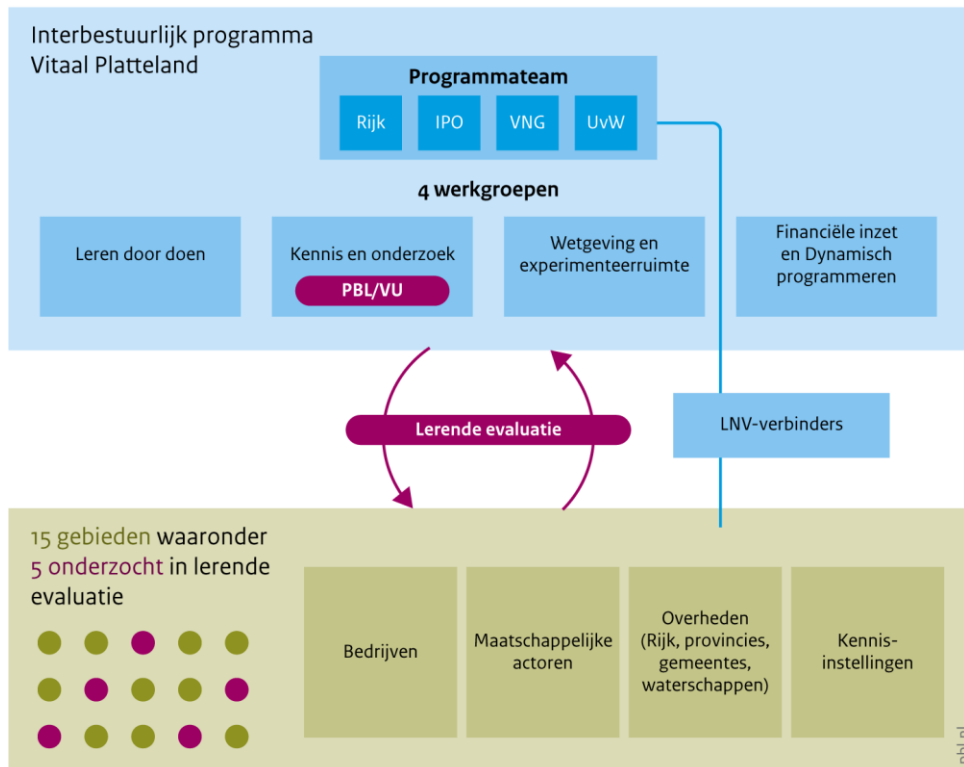 Interbestuurlijk programma
Vitaal Platteland
Programmateam
Rijk
IPO
VNG
UvW
4 werkgroepen
Leren door doen
Kennis en onderzoek
PBL/VU
Wetgeving en
experimenteerruimte
Financiële inzet
en Dynamisch
programmeren
Lerende evaluatie
LNV-verbinders
15 gebieden waaronder
5 onderzocht in lerende
evaluatie
Bedrijven
Maatschappelijke
actoren
Overheden
(Rijk, provincies,
gemeentes,
waterschappen)
Kennis-
instellingen
pbl.nl